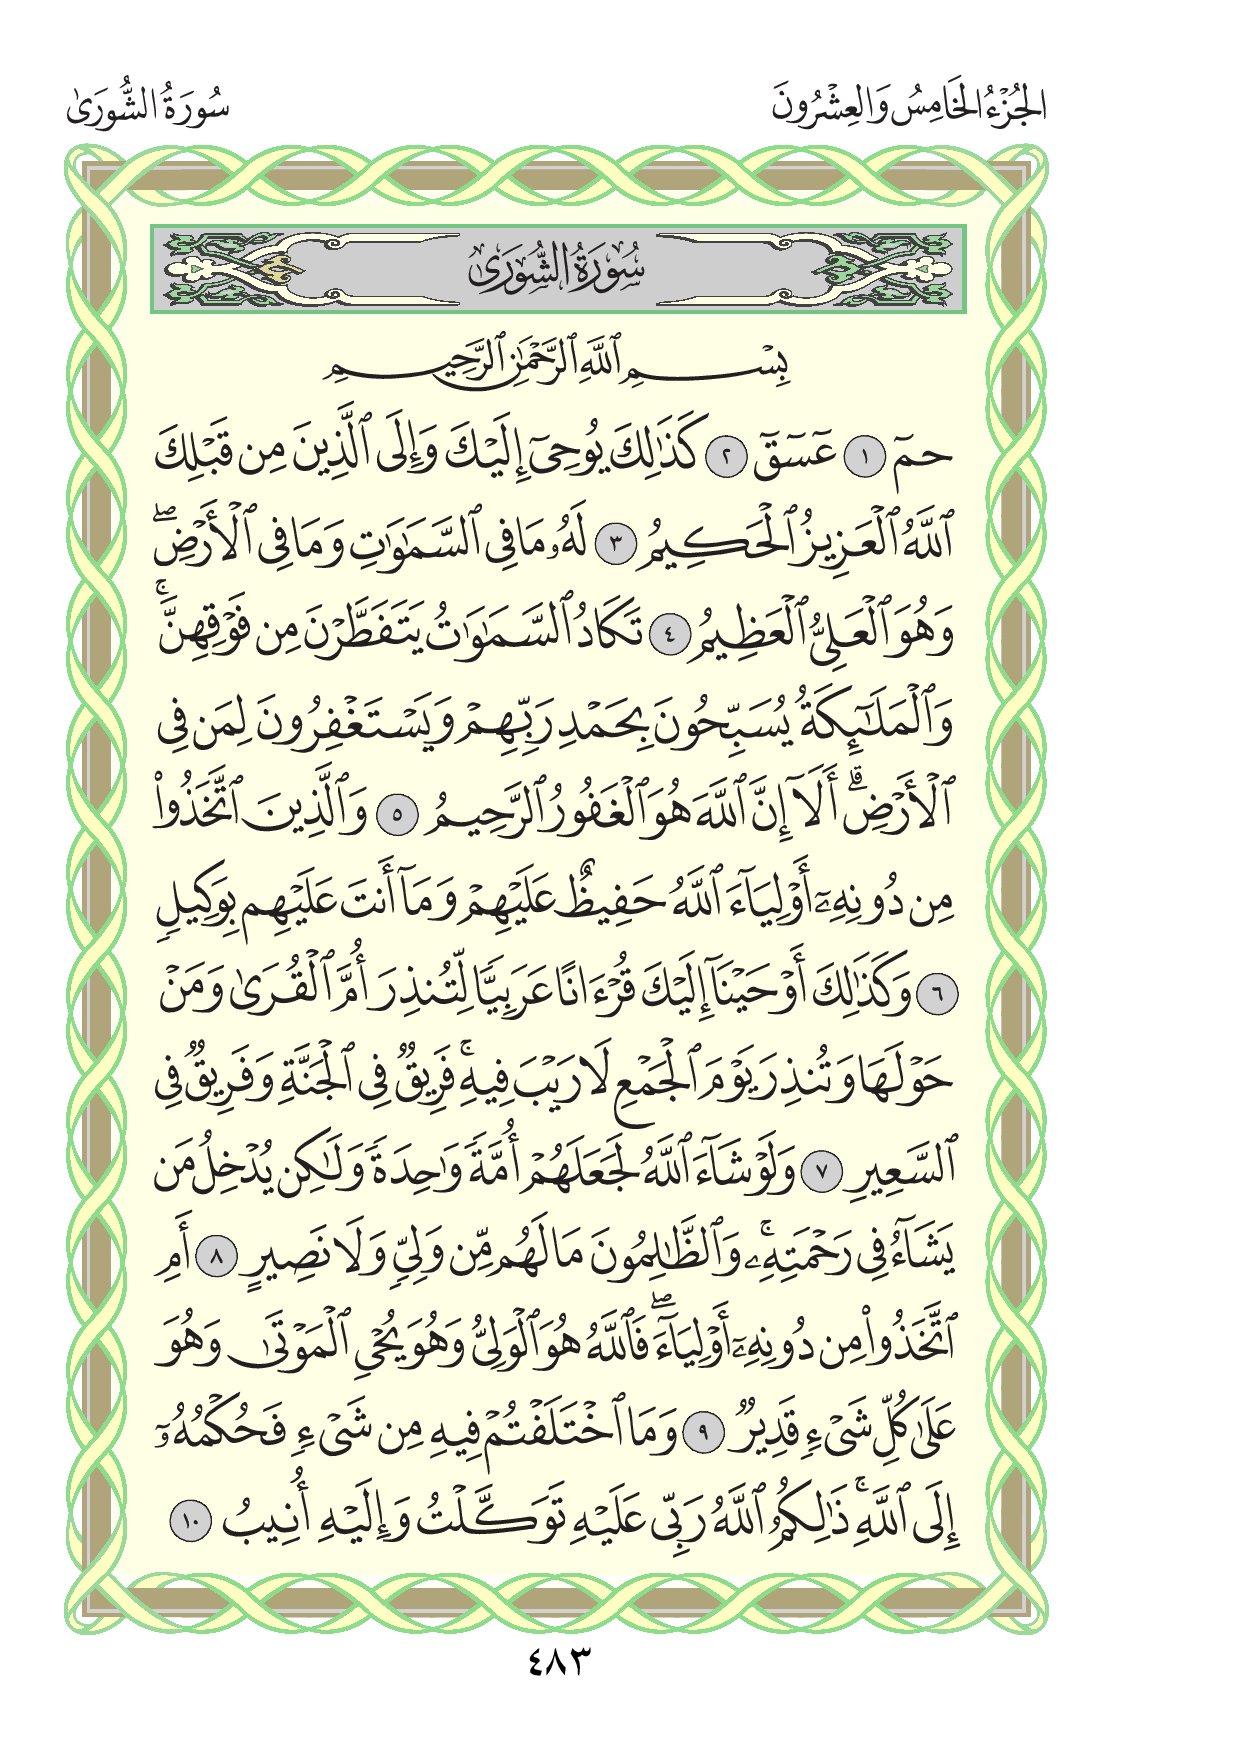 الجُزْءُ الخَامِسُ وَالعِشْرُونَ
سُورَةُ الشُّورَىٰ
سُورَةُ الشُّورَىٰ
بِسْمِ ٱللَّهِ ٱلرَّحْمَٰنِ ٱلرَّحِيمِ
حمٓ ١ عٓسٓقٓ ٢ كَذَٰلِكَ يُوحِىٓ إِلَيْكَ وَإِلَى ٱلَّذِينَ مِن قَبْلِكَ
ٱللَّهُ ٱلْعَزِيزُ ٱلْحَكِيمُ ٣ لَهُۥ مَا فِى ٱلسَّمَٰوَٰتِ وَمَا فِى ٱلْأَرْضِۖ
وَهُوَ ٱلْعَلِىُّ ٱلْعَظِيمُ ٤ تَكَادُ ٱلسَّمَٰوَٰتُ يَتَفَطَّرْنَ مِن فَوْقِهِنَّۚ
وَٱلْمَلَٰٓئِكَةُ يُسَبِّحُونَ بِحَمْدِ رَبِّهِمْ وَيَسْتَغْفِرُونَ لِمَن فِى
ٱلْأَرْضِۗ أَلَآ إِنَّ ٱللَّهَ هُوَ ٱلْغَفُورُ ٱلرَّحِيمُ ٥ وَٱلَّذِينَ ٱتَّخَذُوا۟
مِن دُونِهِۦٓ أَوْلِيَآءَ ٱللَّهُ حَفِيظٌ عَلَيْهِمْ وَمَآ أَنتَ عَلَيْهِم بِوَكِيلٍ
٦ وَكَذَٰلِكَ أَوْحَيْنَآ إِلَيْكَ قُرْءَانًا عَرَبِيًّا لِّتُنذِرَ أُمَّ ٱلْقُرَىٰ وَمَنْ
حَوْلَهَا وَتُنذِرَ يَوْمَ ٱلْجَمْعِ لَا رَيْبَ فِيهِۚ فَرِيقٌ فِى ٱلْجَنَّةِ وَفَرِيقٌ فِى
ٱلسَّعِيرِ ٧ وَلَوْ شَآءَ ٱللَّهُ لَجَعَلَهُمْ أُمَّةً وَٰحِدَةً وَلَٰكِن يُدْخِلُ مَن
يَشَآءُ فِى رَحْمَتِهِۦۚ وَٱلظَّٰلِمُونَ مَا لَهُم مِّن وَلِىٍّ وَلَا نَصِيرٍ ٨ أَمِ
ٱتَّخَذُوا۟ مِن دُونِهِۦٓ أَوْلِيَآءَۖ فَٱللَّهُ هُوَ ٱلْوَلِىُّ وَهُوَ يُحْىِ ٱلْمَوْتَىٰ وَهُوَ
عَلَىٰ كُلِّ شَىْءٍ قَدِيرٌ ٩ وَمَا ٱخْتَلَفْتُمْ فِيهِ مِن شَىْءٍ فَحُكْمُهُۥٓ
إِلَى ٱللَّهِۚ ذَٰلِكُمُ ٱللَّهُ رَبِّى عَلَيْهِ تَوَكَّلْتُ وَإِلَيْهِ أُنِيبُ ١٠
٤٨٣